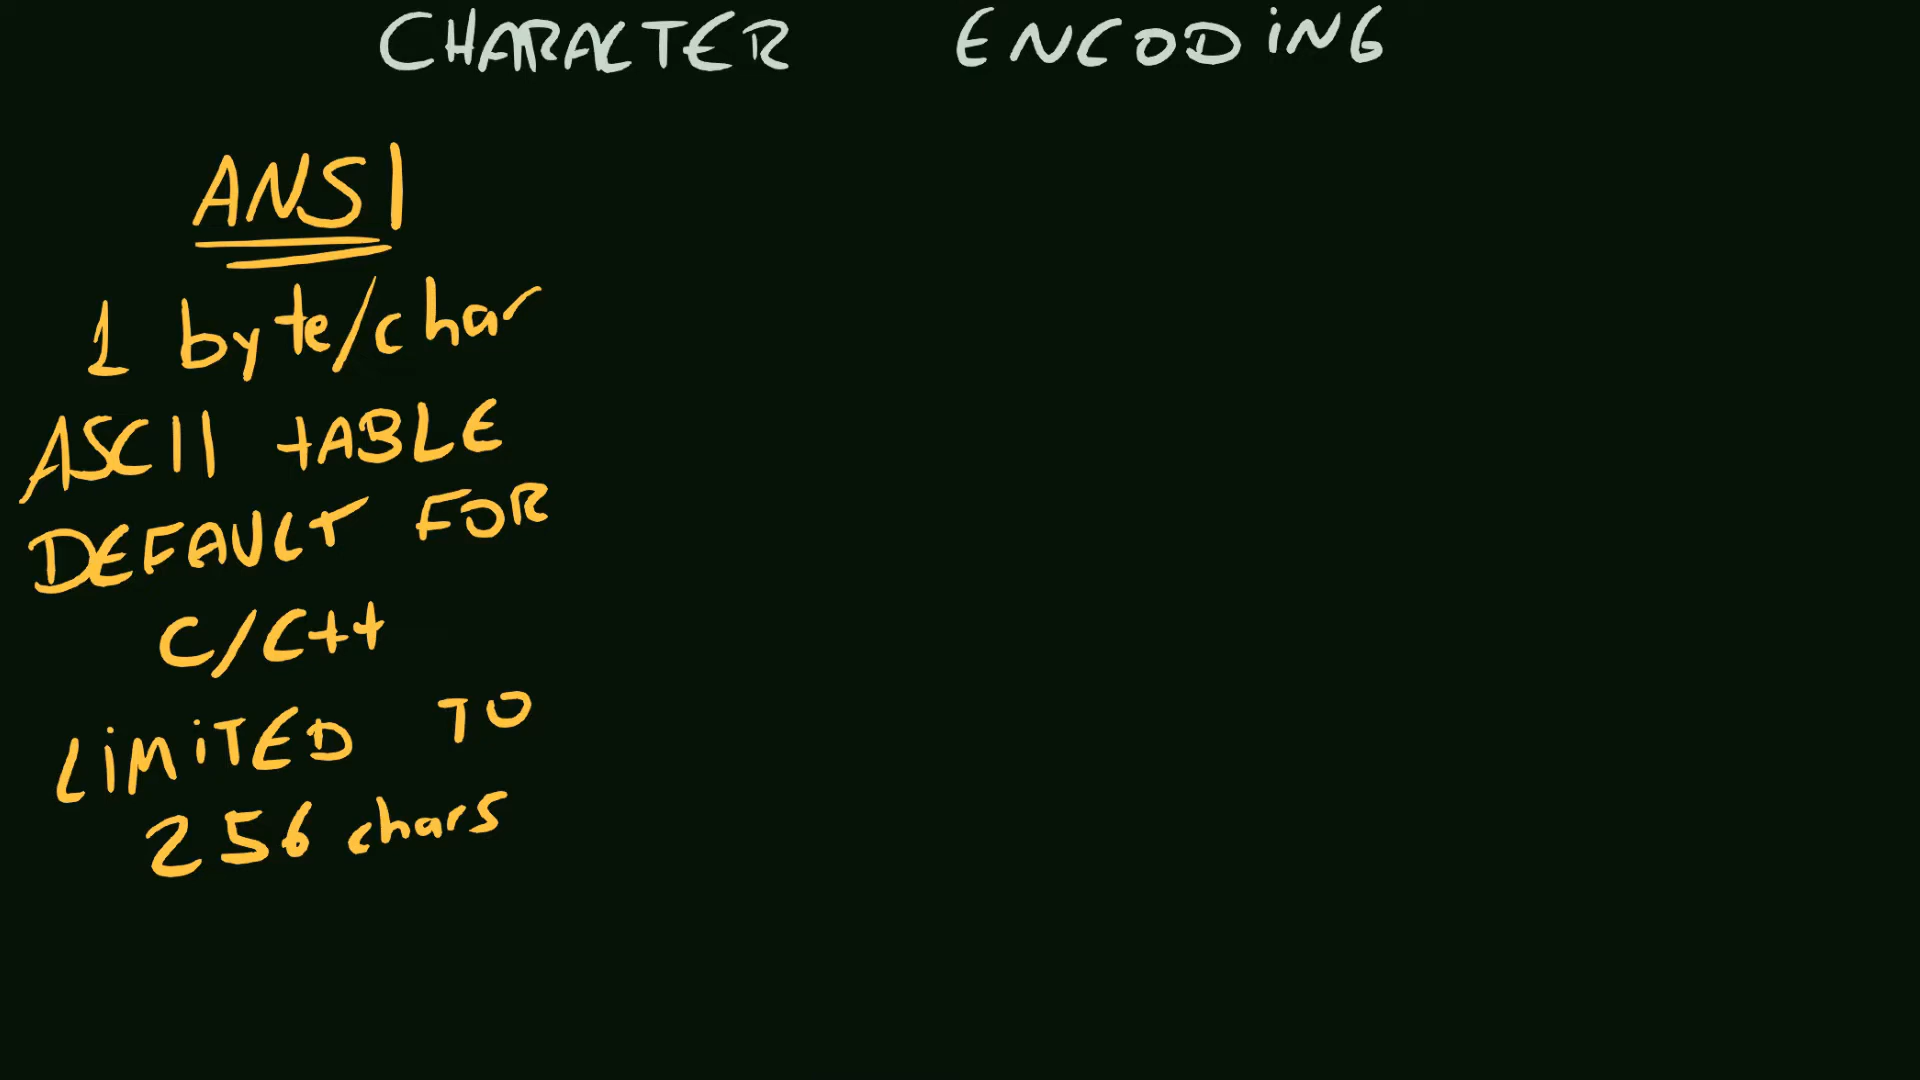 CHARACTER ENCODING
ANSI
1 byte/char
ASCII tABLE
DEFAULT FOR
C/C++
LiMiTED TO
256 chars